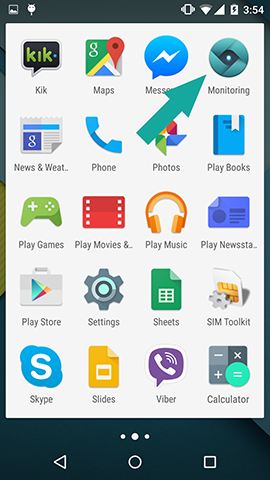 3:54
kik
g
Kik Maps Messe Monitoring
g
News & Weat.. Phone Photos Play Books
Play Games Play Movies &.. Play Music Play Newssta..
Play Store Settings Sheets SIM Toolkit
Skype Slides Viber Calculator